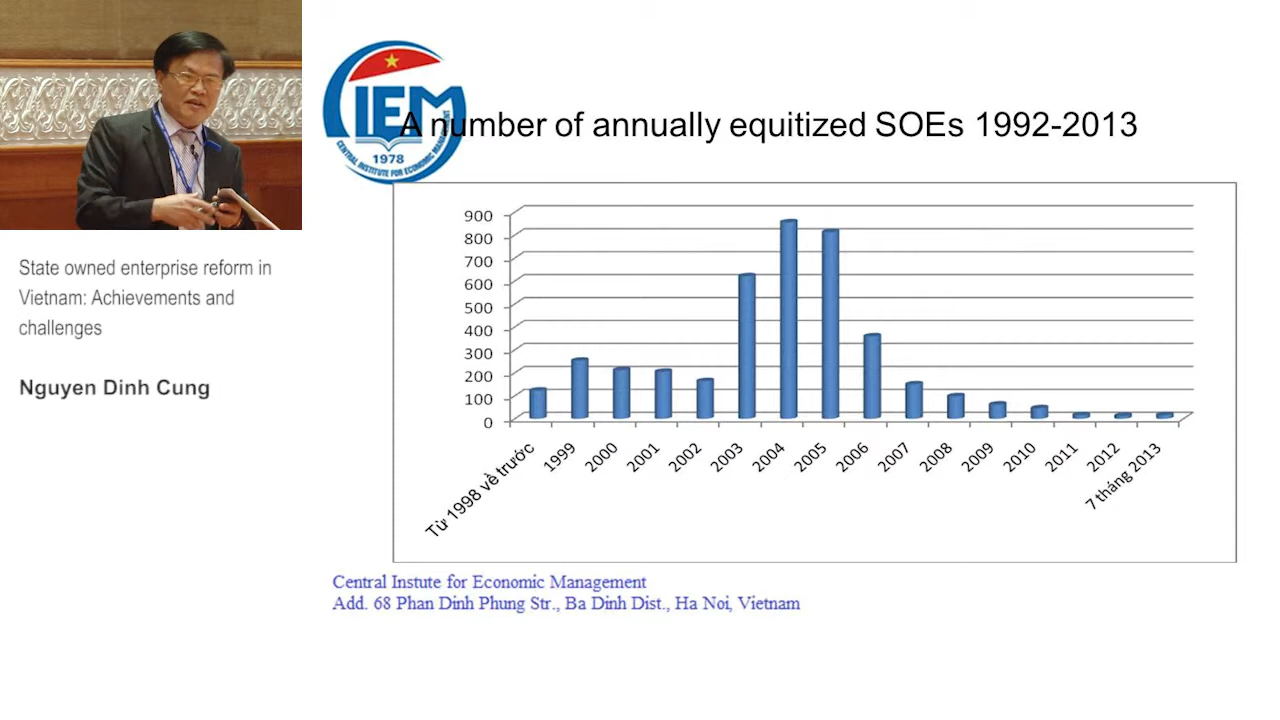 CIEM
1978
CENTRAL INSTITUTE FOR ECONOMIC MANAGEMENT
A number of annually equitized SOEs 1992-2013
State owned enterprise reform in
Vietnam: Achievements and
challenges
Nguyen Dinh Cung
900
800
700
600
500
400
300
200
100
0
Từ 1998 về trước
1999
2000
2001
2002
2003
2004
2005
2006
2007
2008
2009
2010
2011
2012
7 tháng 2013
Central Instute for Economic Management
Add. 68 Phan Dinh Phung Str., Ba Dinh Dist., Ha Noi, Vietnam